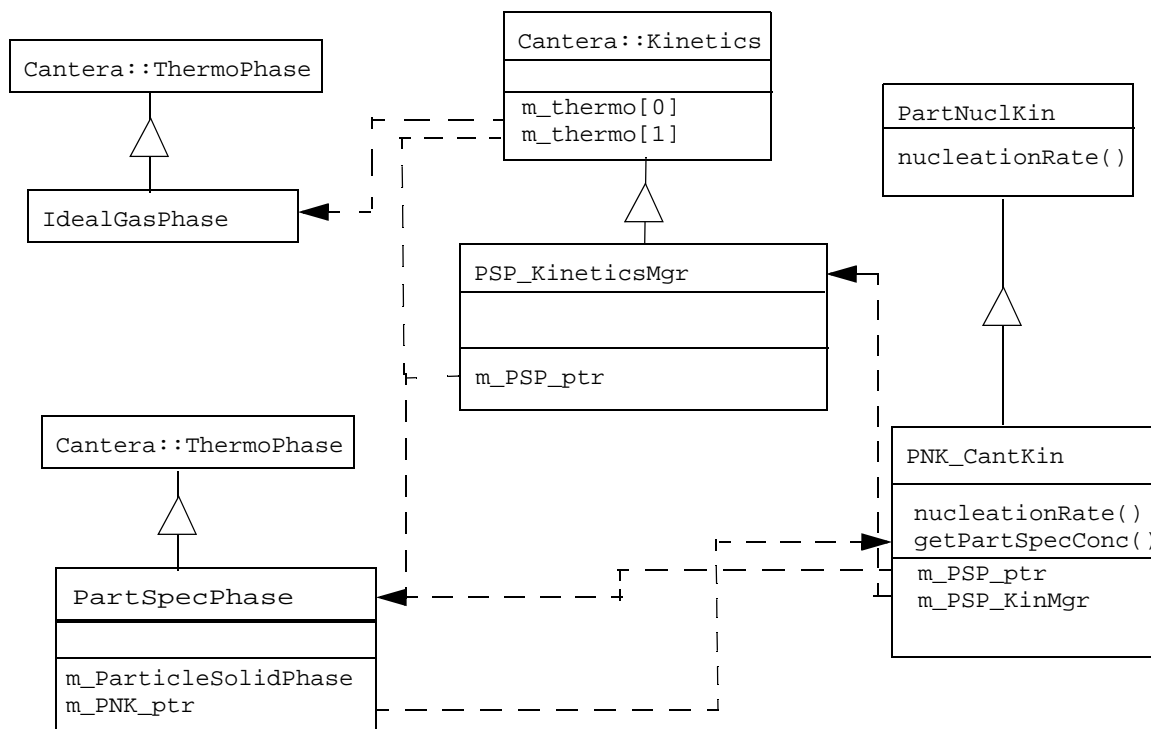 Cantera::ThermoPhase
IdealGasPhase
Cantera::Kinetics
m_thermo[0]
m_thermo[1]
PartNuclKin
nucleationRate()
PSP_KineticsMgr
m_PSP_ptr
Cantera::ThermoPhase
PartSpecPhase
m_ParticleSolidPhase
m_PNK_ptr
PNK_CantKin
nucleationRate()
getPartSpecConc()
m_PSP_ptr
m_PSP_KinMgr